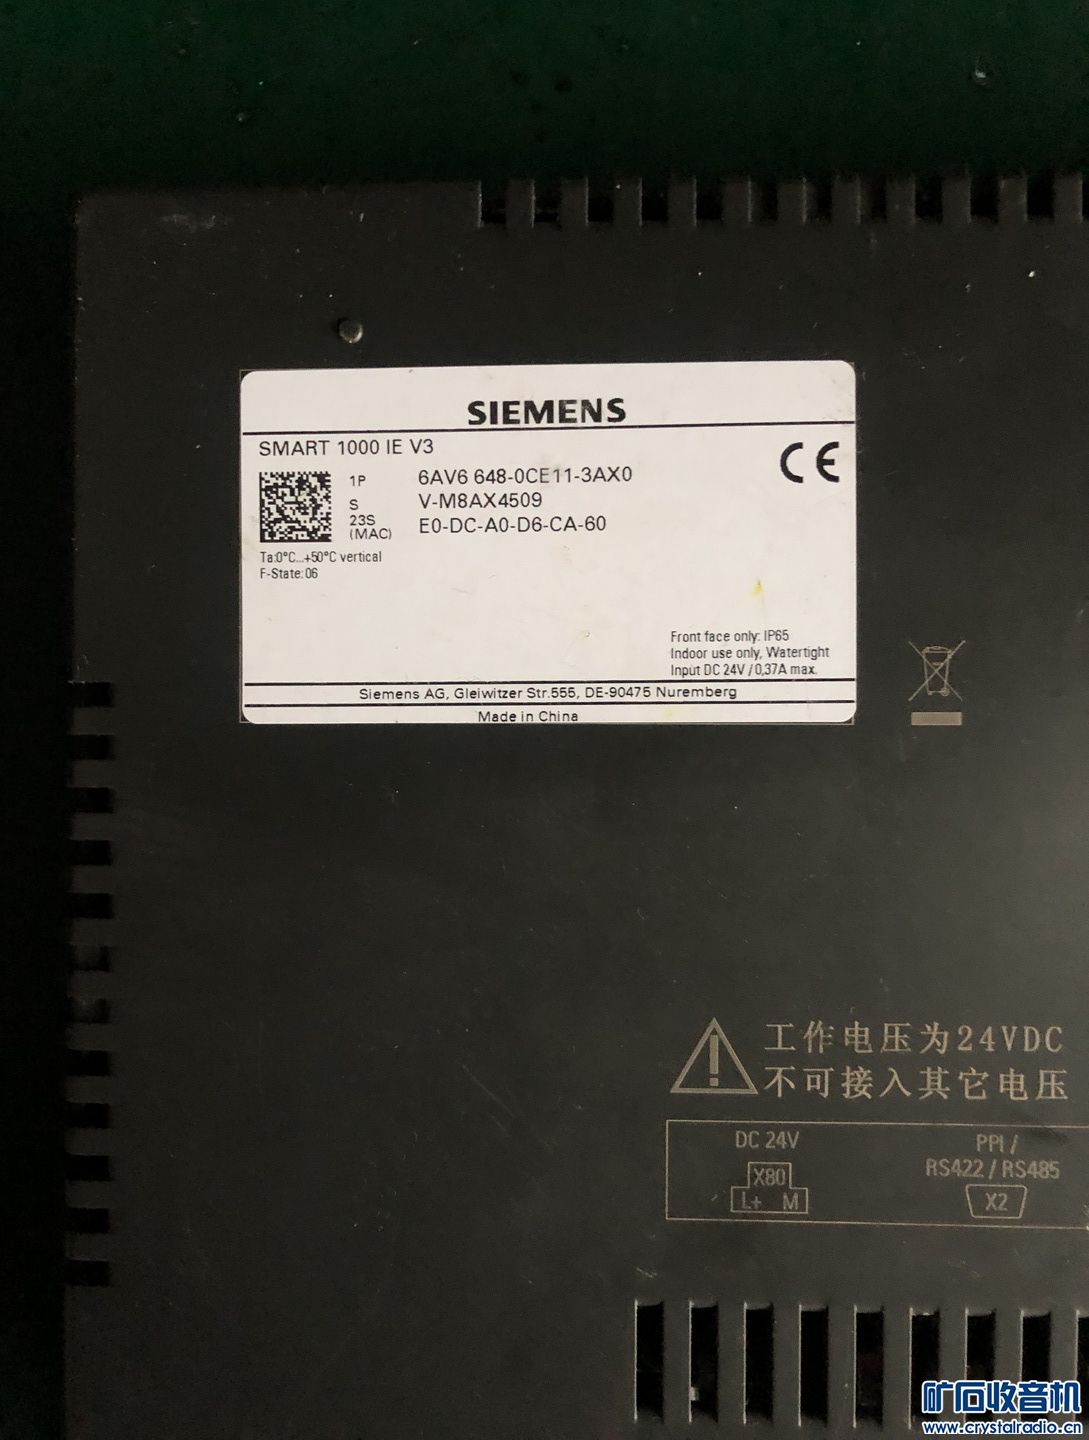 SIEMENS
SMART 1000 IE V3
1P 6AV6 648-0CE11-3AX0
S V-M8AX4509
23S (MAC) E0-DC-A0-D6-CA-60
Ta:0°C...+50°C vertical
F-State:06
CE
Front face only: IP65
Indoor use only, Watertight
Input DC 24V / 0,37A max.
Siemens AG, Gleiwitzer Str.555, DE-90475 Nuremberg
Made in China
工作电压为24VDC
不可接入其它电压
DC 24V
X80
L+ M
PPI /
RS422 / RS485
X2
矿石收音机
www.crystalradio.cn